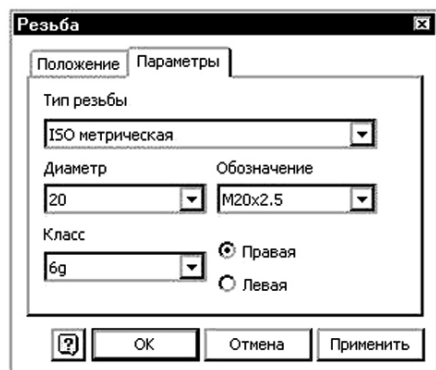 Резьба
Положение Параметры
Тип резьбы
ISO метрическая
Диаметр Обозначение
20 M20x2.5
Класс
6g
Правая
Левая
OK Отмена Применить